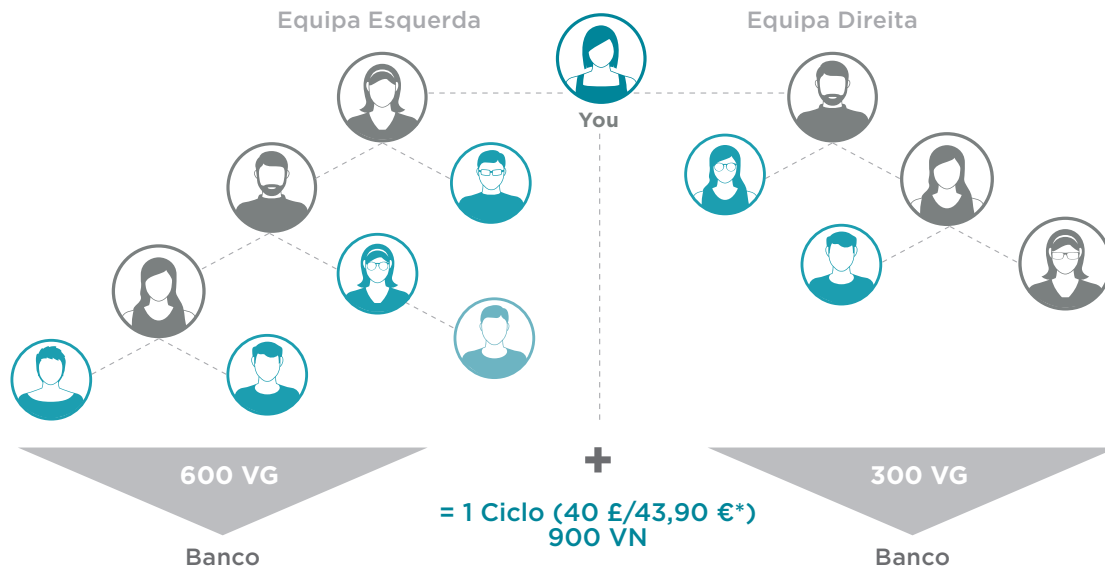 Equipa Esquerda
Equipa Direita
You
600 VG
+
300 VG
= 1 Ciclo (40 £/43,90 €*)
900 VN
Banco
Banco